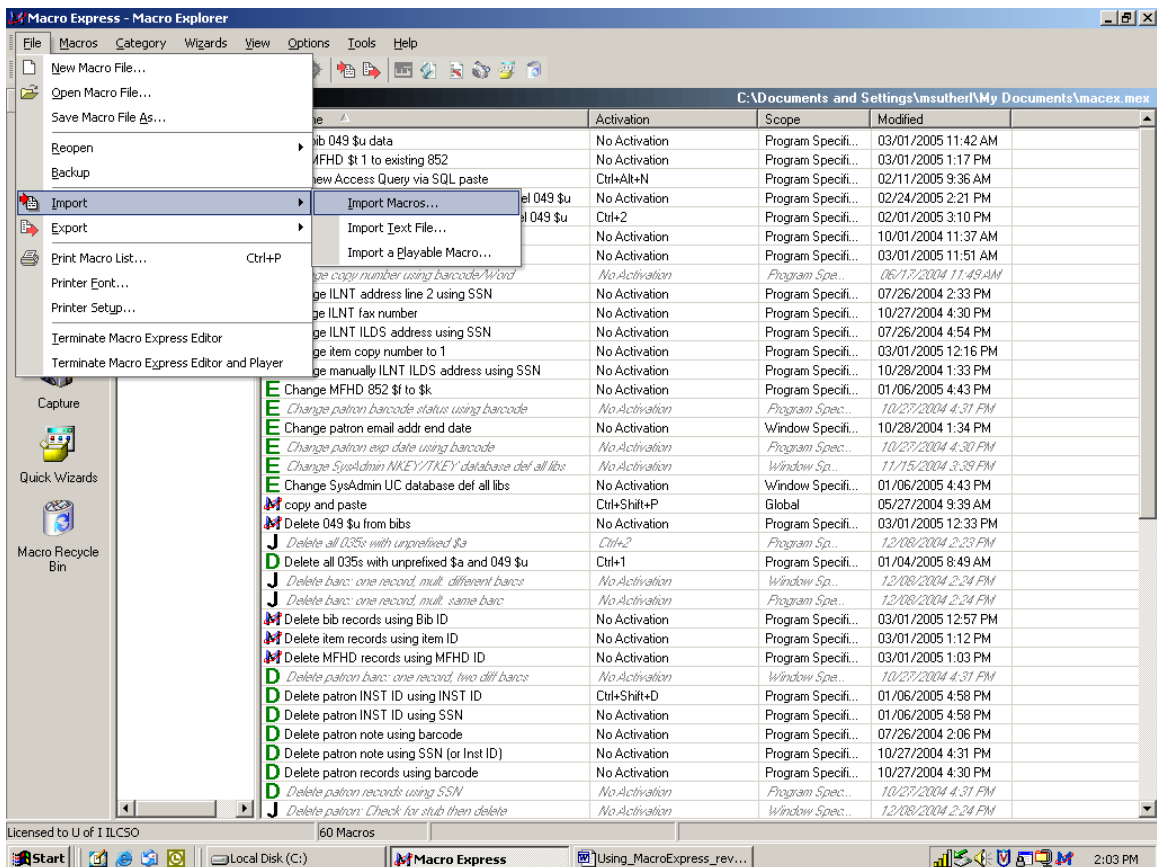 Macro Express - Macro Explorer
File Macros Category Wizards View Options Tools Help
New Macro File...
Open Macro File...
Save Macro File As...
Reopen
Backup
Import
Export
Print Macro List... Ctrl+P
Printer Font...
Printer Setup...
Terminate Macro Express Editor
Terminate Macro Express Editor and Player
Import Macros...
Import Text File...
Import a Playable Macro...
Capture
Quick Wizards
Macro Recycle
Bin
C:\Documents and Settings\msutherl\My Documents\macex.mex
Activation Scope Modified
bib 049 $u data No Activation Program Specifi... 03/01/2005 11:42 AM
MFHD $t 1 to existing 852 No Activation Program Specifi... 03/01/2005 1:17 PM
new Access Query via SQL paste Ctrl+Alt+N Program Specifi... 02/11/2005 9:36 AM
el 049 $u No Activation Program Specifi... 02/24/2005 2:21 PM
el 049 $u Ctrl+2 Program Specifi... 02/01/2005 3:10 PM
No Activation Program Specifi... 10/01/2004 11:37 AM
No Activation Program Specifi... 03/01/2005 11:51 AM
ge copy number using barcode/Word No Activation Program Spe... 06/17/2004 11:49 AM
ge ILNT address line 2 using SSN No Activation Program Specifi... 07/26/2004 2:33 PM
ge ILNT fax number No Activation Program Specifi... 10/27/2004 4:30 PM
ge ILNT ILDS address using SSN No Activation Program Specifi... 07/26/2004 4:54 PM
ge item copy number to 1 No Activation Program Specifi... 03/01/2005 12:16 PM
ge manually ILNT ILDS address using SSN No Activation Program Specifi... 10/28/2004 1:33 PM
E Change MFHD 852 $f to $k No Activation Program Specifi... 01/06/2005 4:43 PM
E Change patron barcode status using barcode No Activation Program Spec... 10/27/2004 4:31 PM
E Change patron email addr end date No Activation Window Specifi... 10/28/2004 1:34 PM
E Change patron exp date using barcode No Activation Program Spec... 10/27/2004 4:30 PM
E Change SysAdmin NKEY/TKEY database def all libs No Activation Window Sp... 11/15/2004 3:39 PM
E Change SysAdmin UC database def all libs No Activation Window Specifi... 01/06/2005 4:43 PM
copy and paste Ctrl+Shift+P Global 05/27/2004 9:39 AM
Delete 049 $u from bibs No Activation Program Specifi... 03/01/2005 12:33 PM
J Delete all 035s with unprefixed $a Ctrl+2 Program Sp... 12/08/2004 2:23 PM
D Delete all 035s with unprefixed $a and 049 $u Ctrl+1 Program Specifi... 01/04/2005 8:49 AM
J Delete barc: one record, mult. different barcs No Activation Window Sp... 12/08/2004 2:24 PM
J Delete barc: one record, mult. same barc No Activation Program Spe... 12/08/2004 2:24 PM
Delete bib records using Bib ID No Activation Program Specifi... 03/01/2005 12:57 PM
Delete item records using item ID No Activation Program Specifi... 03/01/2005 1:12 PM
Delete MFHD records using MFHD ID No Activation Program Specifi... 03/01/2005 1:03 PM
D Delete patron barc: one record, two diff barcs No Activation Window Spe... 10/27/2004 4:31 PM
D Delete patron INST ID using INST ID Ctrl+Shift+D Program Specifi... 01/06/2005 4:58 PM
D Delete patron INST ID using SSN No Activation Program Specifi... 01/06/2005 4:58 PM
D Delete patron note using barcode No Activation Program Specifi... 07/26/2004 2:06 PM
D Delete patron note using SSN (or Inst ID) No Activation Program Specifi... 10/27/2004 4:31 PM
D Delete patron records using barcode No Activation Program Specifi... 10/27/2004 4:30 PM
D Delete patron records using SSN No Activation Program Spec... 10/27/2004 4:31 PM
J Delete patron: Check for stub then delete No Activation Window Spec... 12/08/2004 2:24 PM
Licensed to U of I ILCSO 60 Macros
Start Local Disk (C:) Macro Express Using_MacroExpress_rev... 2:03 PM